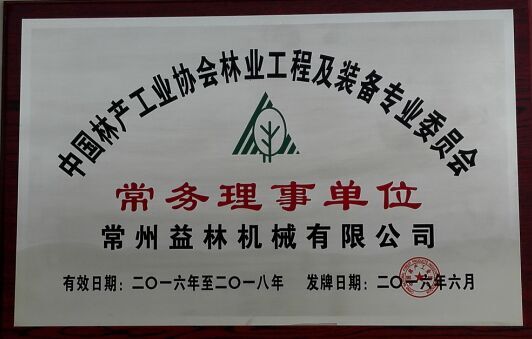 中国林产工业协会林业工程及装备专业委员会
常务理事单位
常州益林机械有限公司
有效日期：二〇一六年至二〇一八年 发牌日期：二〇一六年六月